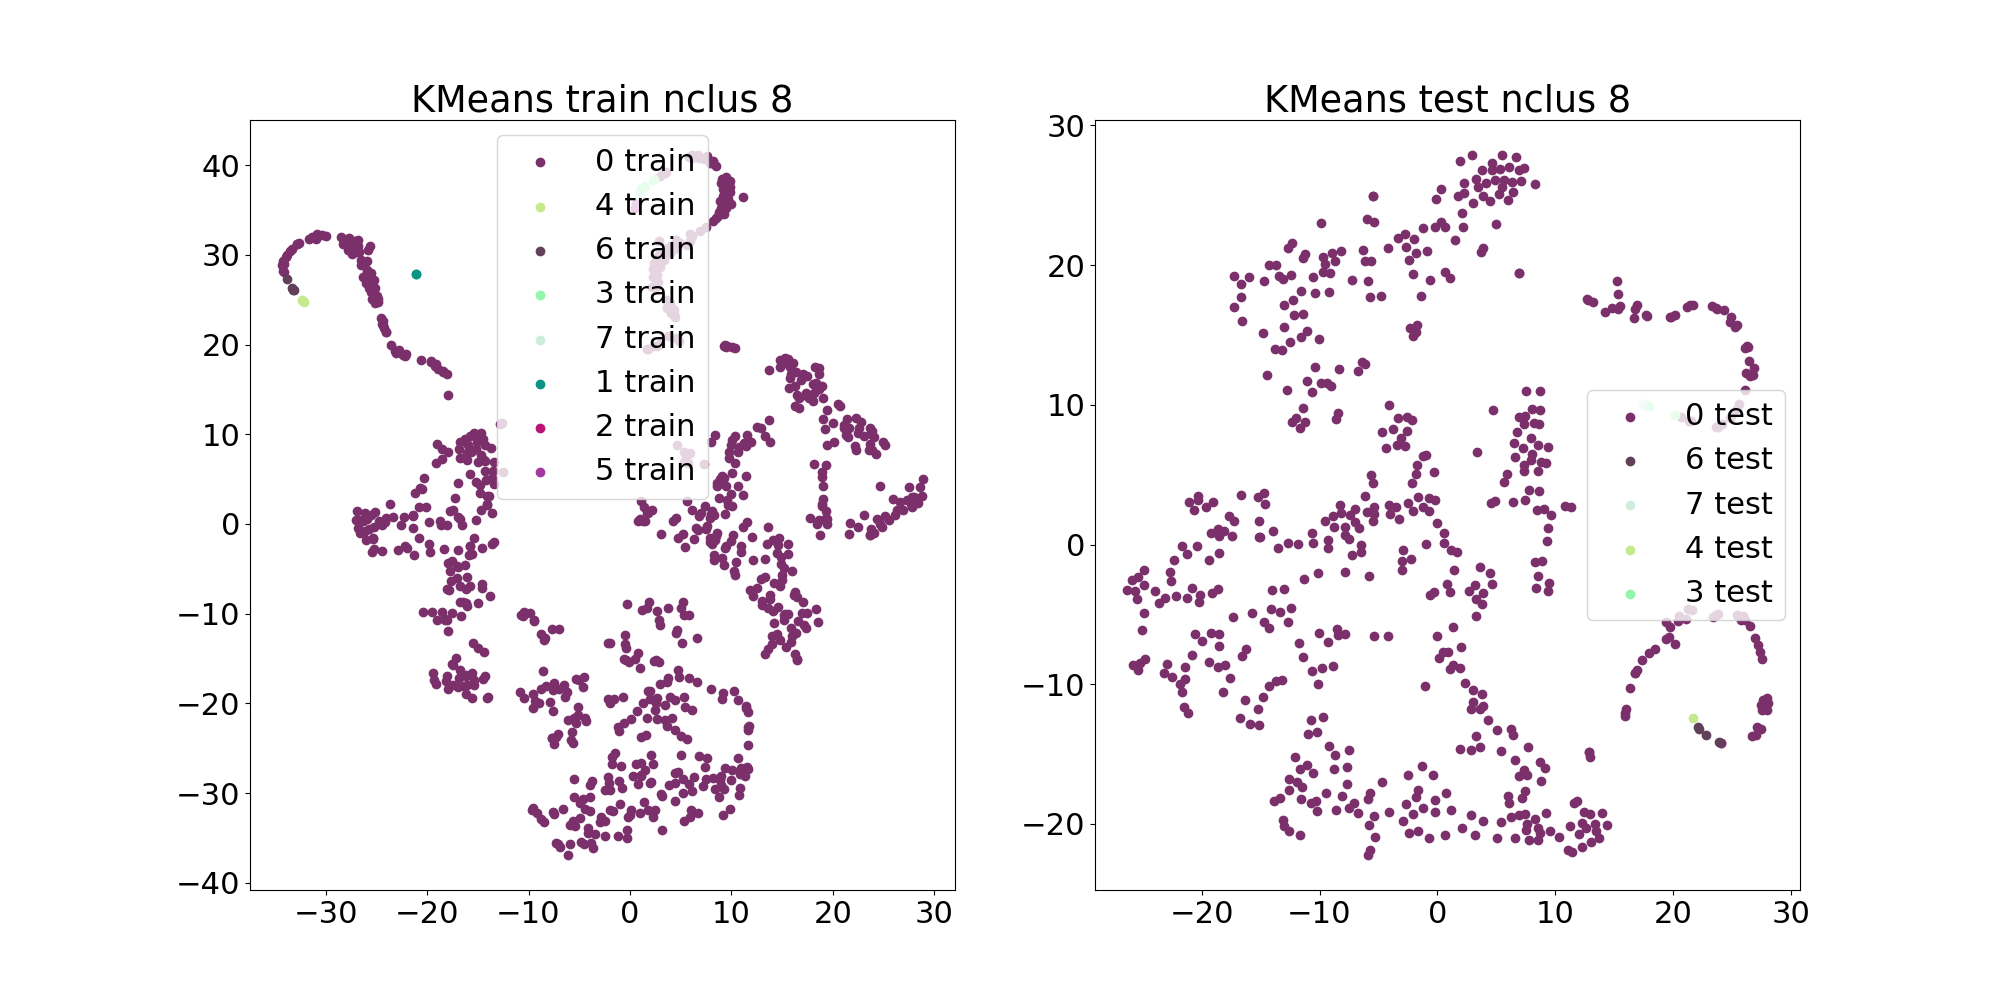 KMeans train nclus 8
40
30
20
10
0
−10
−20
−30
−40
−30 −20 −10 0 10 20 30
0 train
4 train
6 train
3 train
7 train
1 train
2 train
5 train
KMeans test nclus 8
30
20
10
0
−10
−20
−20 −10 0 10 20 30
0 test
6 test
7 test
4 test
3 test